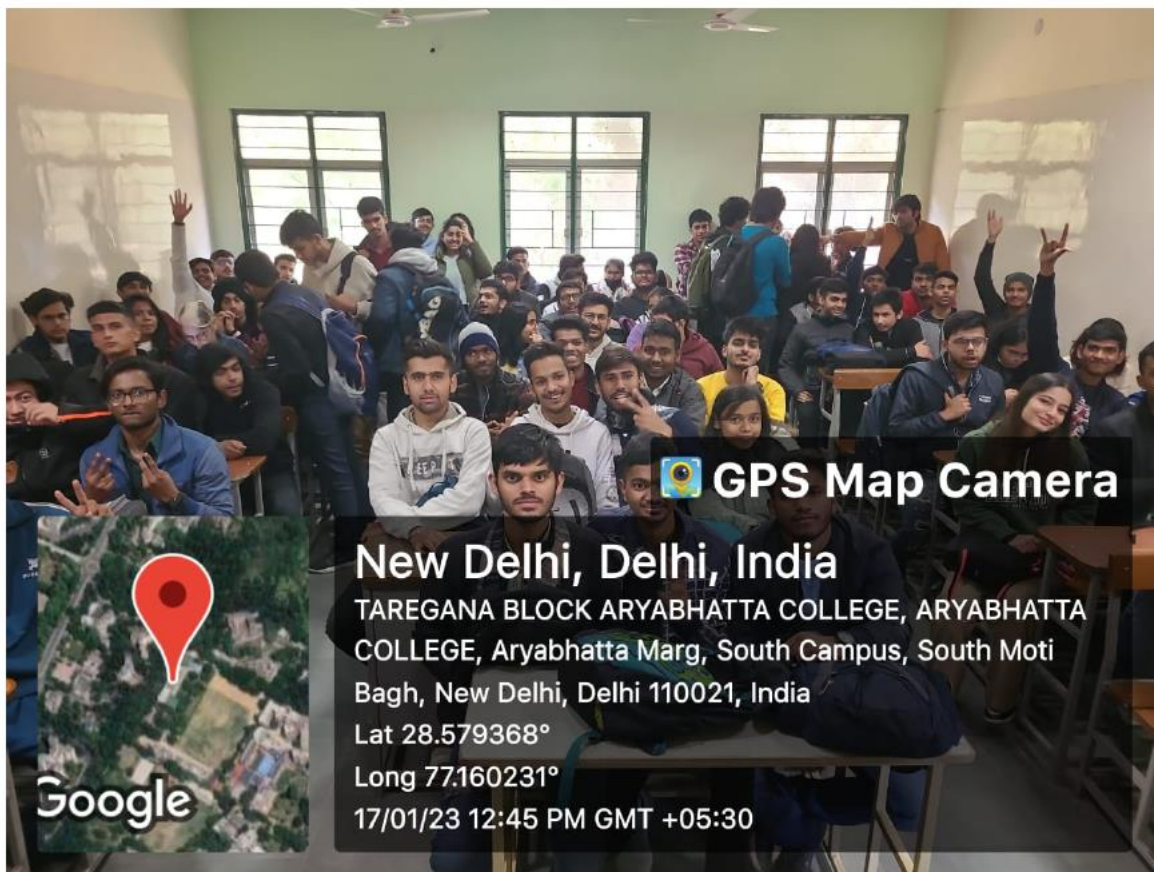 GPS Map Camera
New Delhi, Delhi, India
TAREGANA BLOCK ARYABHATTA COLLEGE, ARYABHATTA
COLLEGE, Aryabhatta Marg, South Campus, South Moti
Bagh, New Delhi, Delhi 110021, India
Lat 28.579368°
Long 77.160231°
17/01/23 12:45 PM GMT +05:30
Google